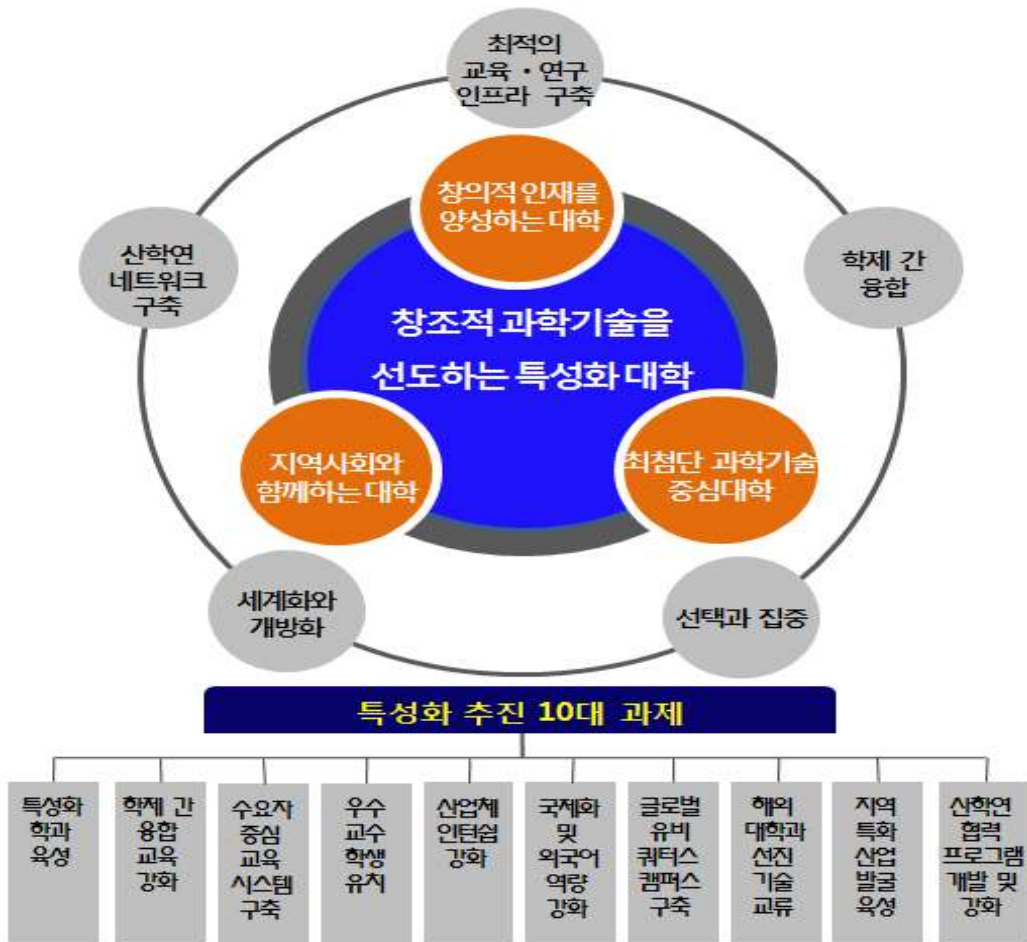 최적의
교육・연구
인프라 구축
창의적 인재를
양성하는 대학
산학연
네트워크
구축
학제 간
융합
창조적 과학기술을
선도하는 특성화 대학
지역사회와
함께하는 대학
최첨단 과학기술
중심대학
세계화와
개방화
선택과 집중
특성화 추진 10대 과제
특성화
학과
육성
학제 간
융합
교육
강화
수요자
중심
교육
시스템
구축
우수
교수
학생
유치
산업체
인턴쉽
강화
국제화
및
외국어
역량
강화
글로벌
유비
쿼터스
캠퍼스
구축
해외
대학과
선진
기술
교류
지역
특화
산업
발굴
육성
산학연
협력
프로그램
개발 및
강화